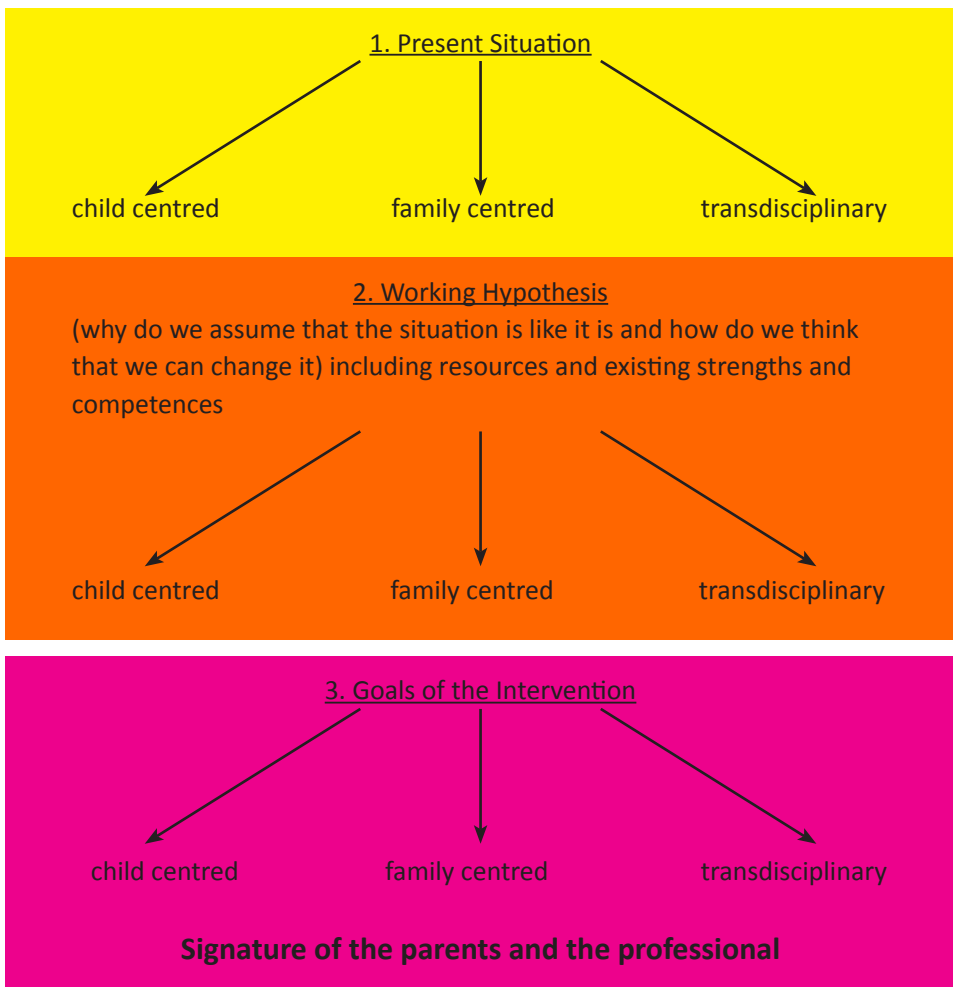 1. Present Situation
child centred family centred transdisciplinary
2. Working Hypothesis
(why do we assume that the situation is like it is and how do we think
that we can change it) including resources and existing strengths and
competences
child centred family centred transdisciplinary
3. Goals of the Intervention
child centred family centred transdisciplinary
Signature of the parents and the professional